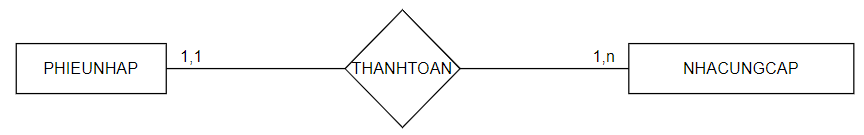 PHIEUNHAP
1,1
THANHTOAN
1,n
NHACUNGCAP